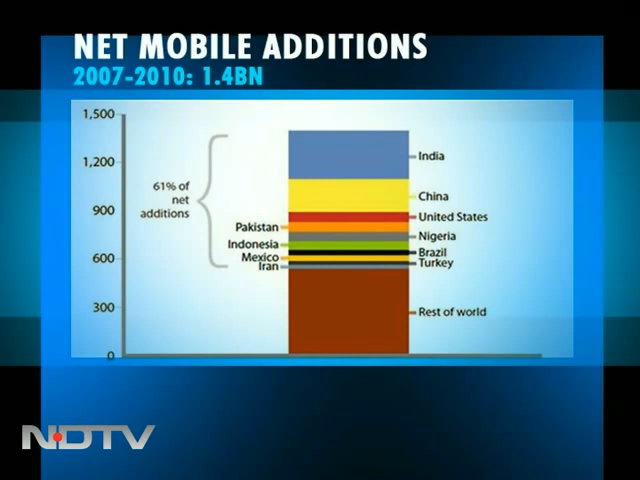 NET MOBILE ADDITIONS
2007-2010: 1.4BN
1,500
1,200
900
600
300
0
61% of
net
additions
India
China
United States
Pakistan
Nigeria
Indonesia
Brazil
Mexico
Turkey
Iran
Rest of world
NDTV